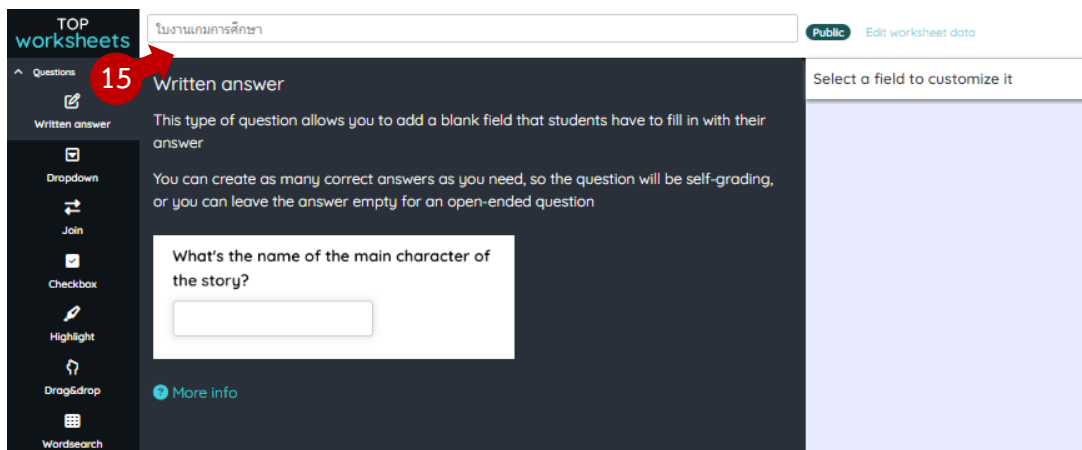 TOP
worksheets
ใบงานเกมการศึกษา
Public
Edit worksheet data
Questions
15
Written answer
Dropdown
Join
Checkbox
Highlight
Drag&drop
Wordsearch
Written answer
This type of question allows you to add a blank field that students have to fill in with their
answer
You can create as many correct answers as you need, so the question will be self-grading,
or you can leave the answer empty for an open-ended question
What's the name of the main character of
the story?
More info
Select a field to customize it